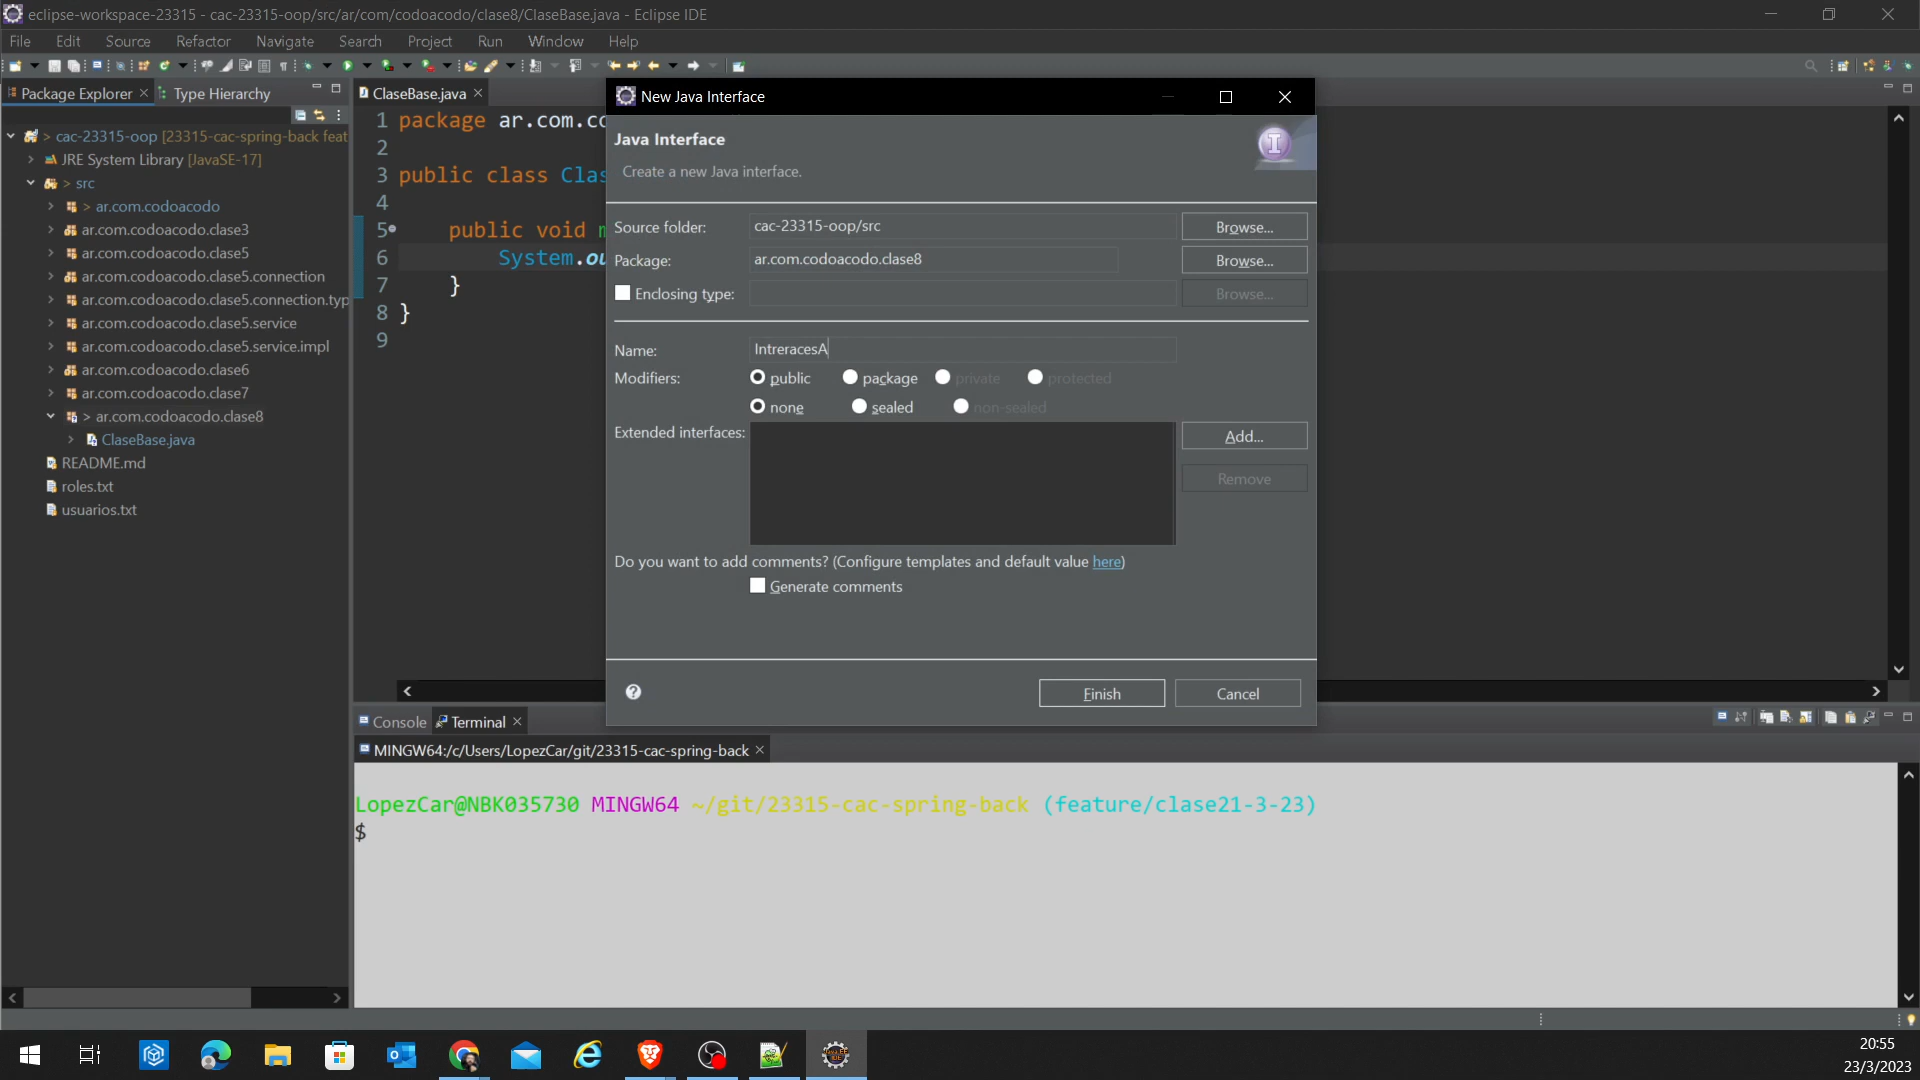 eclipse-workspace-23315 - cac-23315-oop/src/ar/com/codoacodo/clase8/ClaseBase.java - Eclipse IDE
File Edit Source Refactor Navigate Search Project Run Window Help
Package Explorer
Type Hierarchy
ClaseBase.java
> cac-23315-oop [23315-cac-spring-back feat
JRE System Library [JavaSE-17]
> src
> ar.com.codoacodo
ar.com.codoacodo.clase3
ar.com.codoacodo.clase5
ar.com.codoacodo.clase5.connection
ar.com.codoacodo.clase5.connection.typ
ar.com.codoacodo.clase5.service
ar.com.codoacodo.clase5.service.impl
ar.com.codoacodo.clase6
ar.com.codoacodo.clase7
> ar.com.codoacodo.clase8
ClaseBase.java
README.md
roles.txt
usuarios.txt
1 package ar.com.co
2
3 public class Clas
4
5 public void m
6 System.ou
7 }
8 }
9
New Java Interface
Java Interface
Create a new Java interface.
Source folder: cac-23315-oop/src Browse...
Package: ar.com.codoacodo.clase8 Browse...
Enclosing type: Browse...
Name: IntreracesA
Modifiers: public package private protected
none sealed non-sealed
Extended interfaces: Add...
Remove
Do you want to add comments? (Configure templates and default value here)
Generate comments
Finish Cancel
Console Terminal
MINGW64:/c/Users/LopezCar/git/23315-cac-spring-back
LopezCar@NBK035730 MINGW64 ~/git/23315-cac-spring-back (feature/clase21-3-23)
$
20:55
23/3/2023